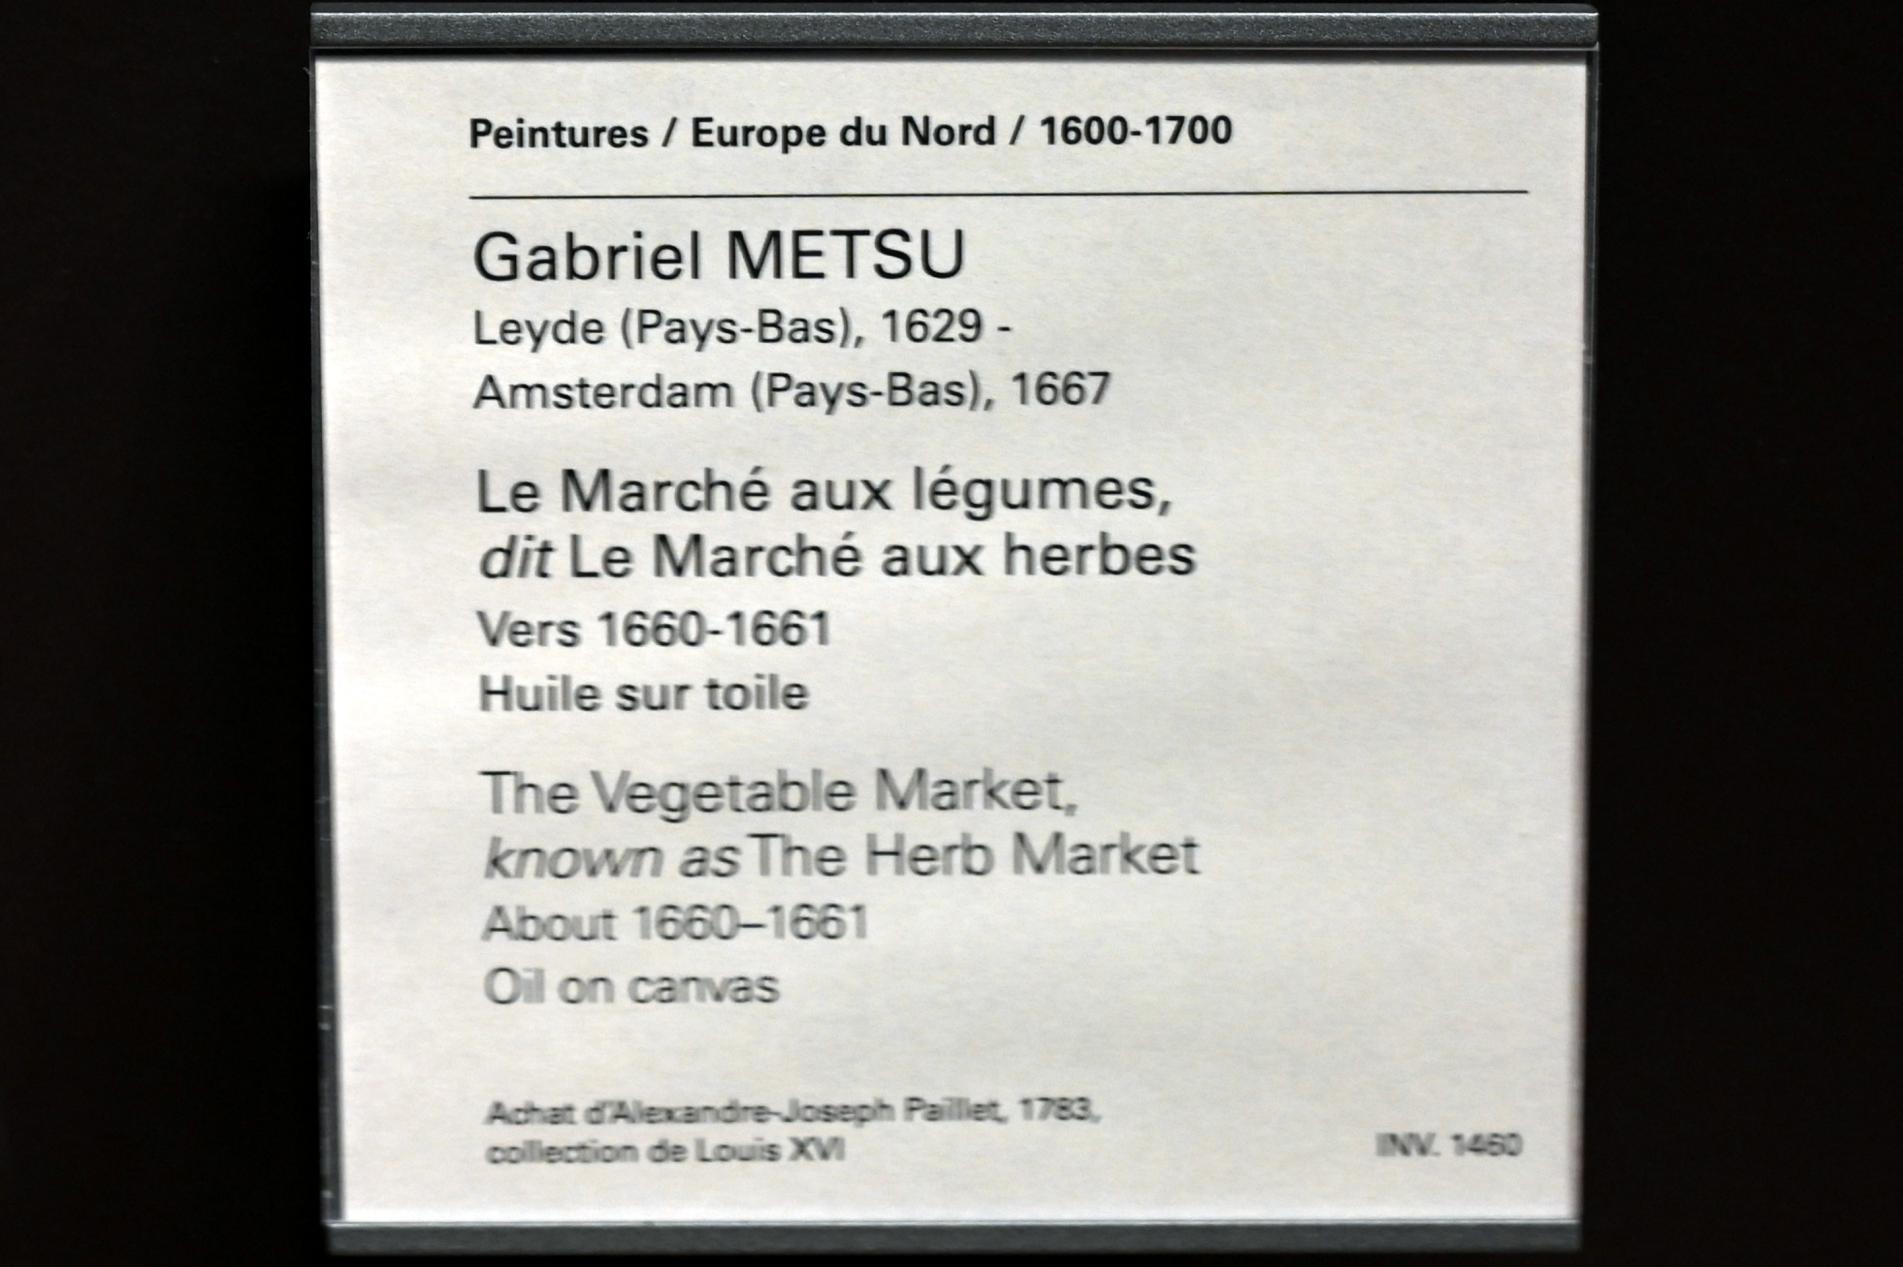 Peintures / Europe du Nord / 1600-1700
Gabriel METSU
Leyde (Pays-Bas), 1629 -
Amsterdam (Pays-Bas), 1667
Le Marché aux légumes,
dit Le Marché aux herbes
Vers 1660-1661
Huile sur toile
The Vegetable Market,
known as The Herb Market
About 1660–1661
Oil on canvas
Achat d'Alexandre-Joseph Paillet, 1783,
collection de Louis XVI
INV. 1460